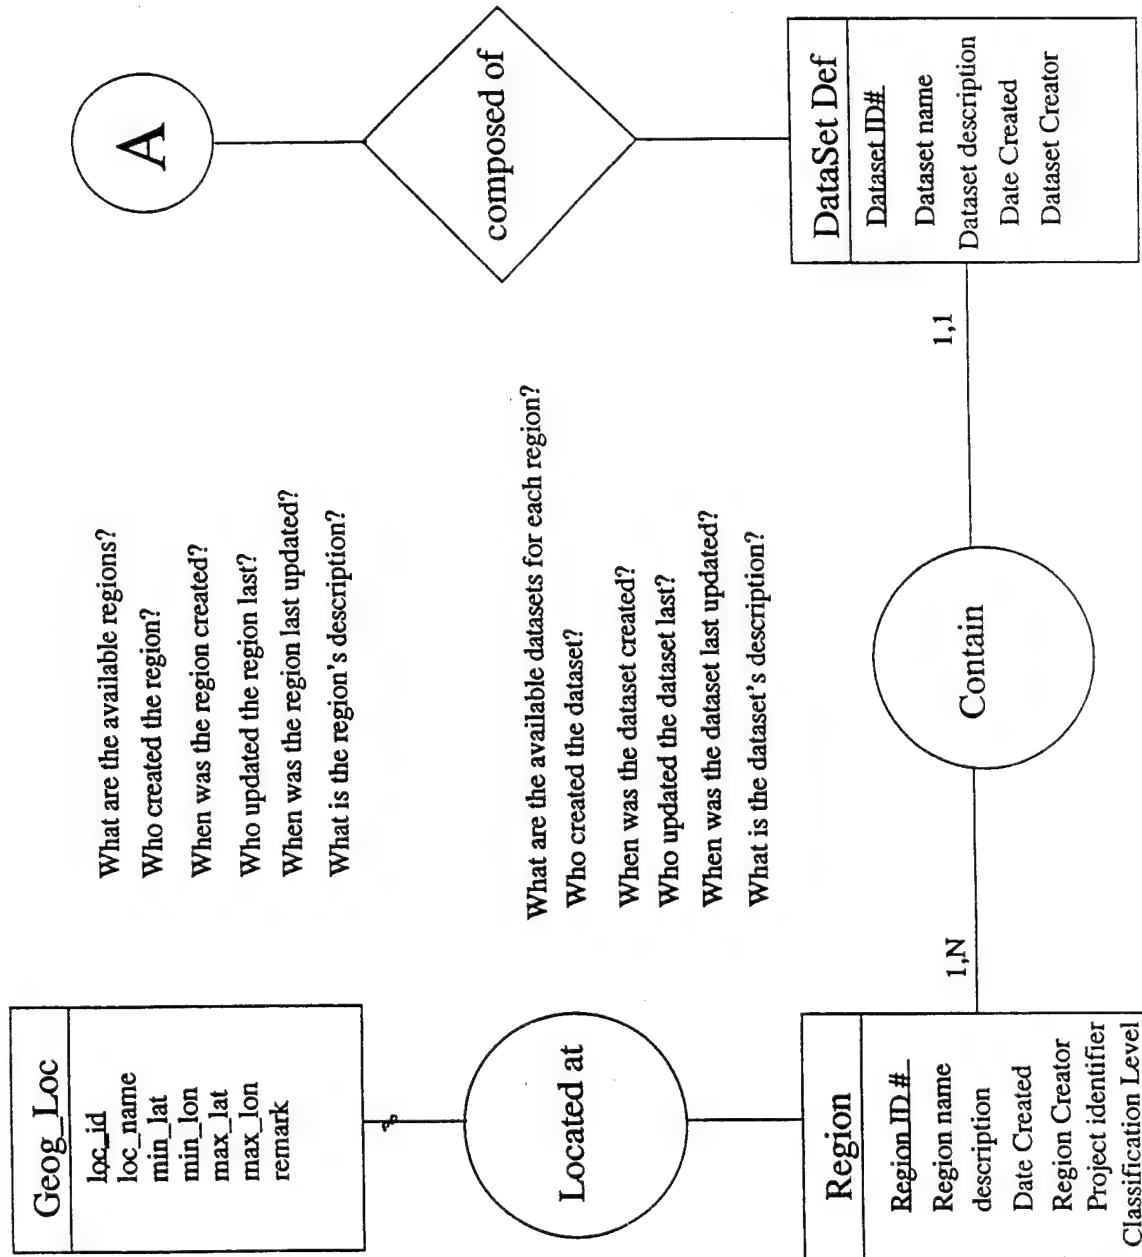 Geog_Loc
loc_id
loc_name
min_lat
min_lon
max_lat
max_lon
remark
What are the available regions?
Who created the region?
When was the region created?
Who updated the region last?
When was the region last updated?
What is the region's description?
A
Located at
What are the available datasets for each region?
Who created the dataset?
When was the dataset created?
Who updated the dataset last?
When was the dataset last updated?
What is the dataset's description?
composed of
Region
Region ID #
Region name
description
Date Created
Region Creator
Project identifier
Classification Level
1,N
Contain
1,1
DataSet Def
Dataset ID#
Dataset name
Dataset description
Date Created
Dataset Creator